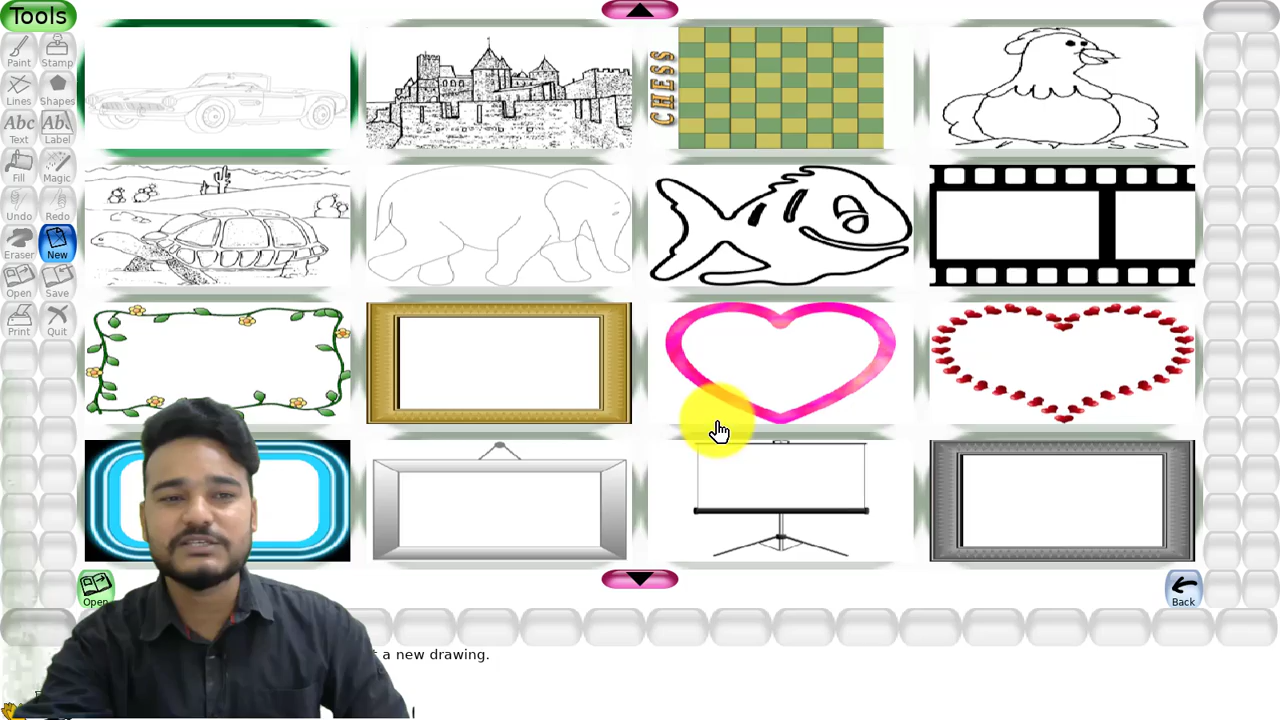 Tools
Paint Stamp
Lines Shapes
Abc Abc
Text Label
Fill Magic
Undo Redo
Eraser New
Open Save
Print Quit
CHESS
Open
Back
t a new drawing.